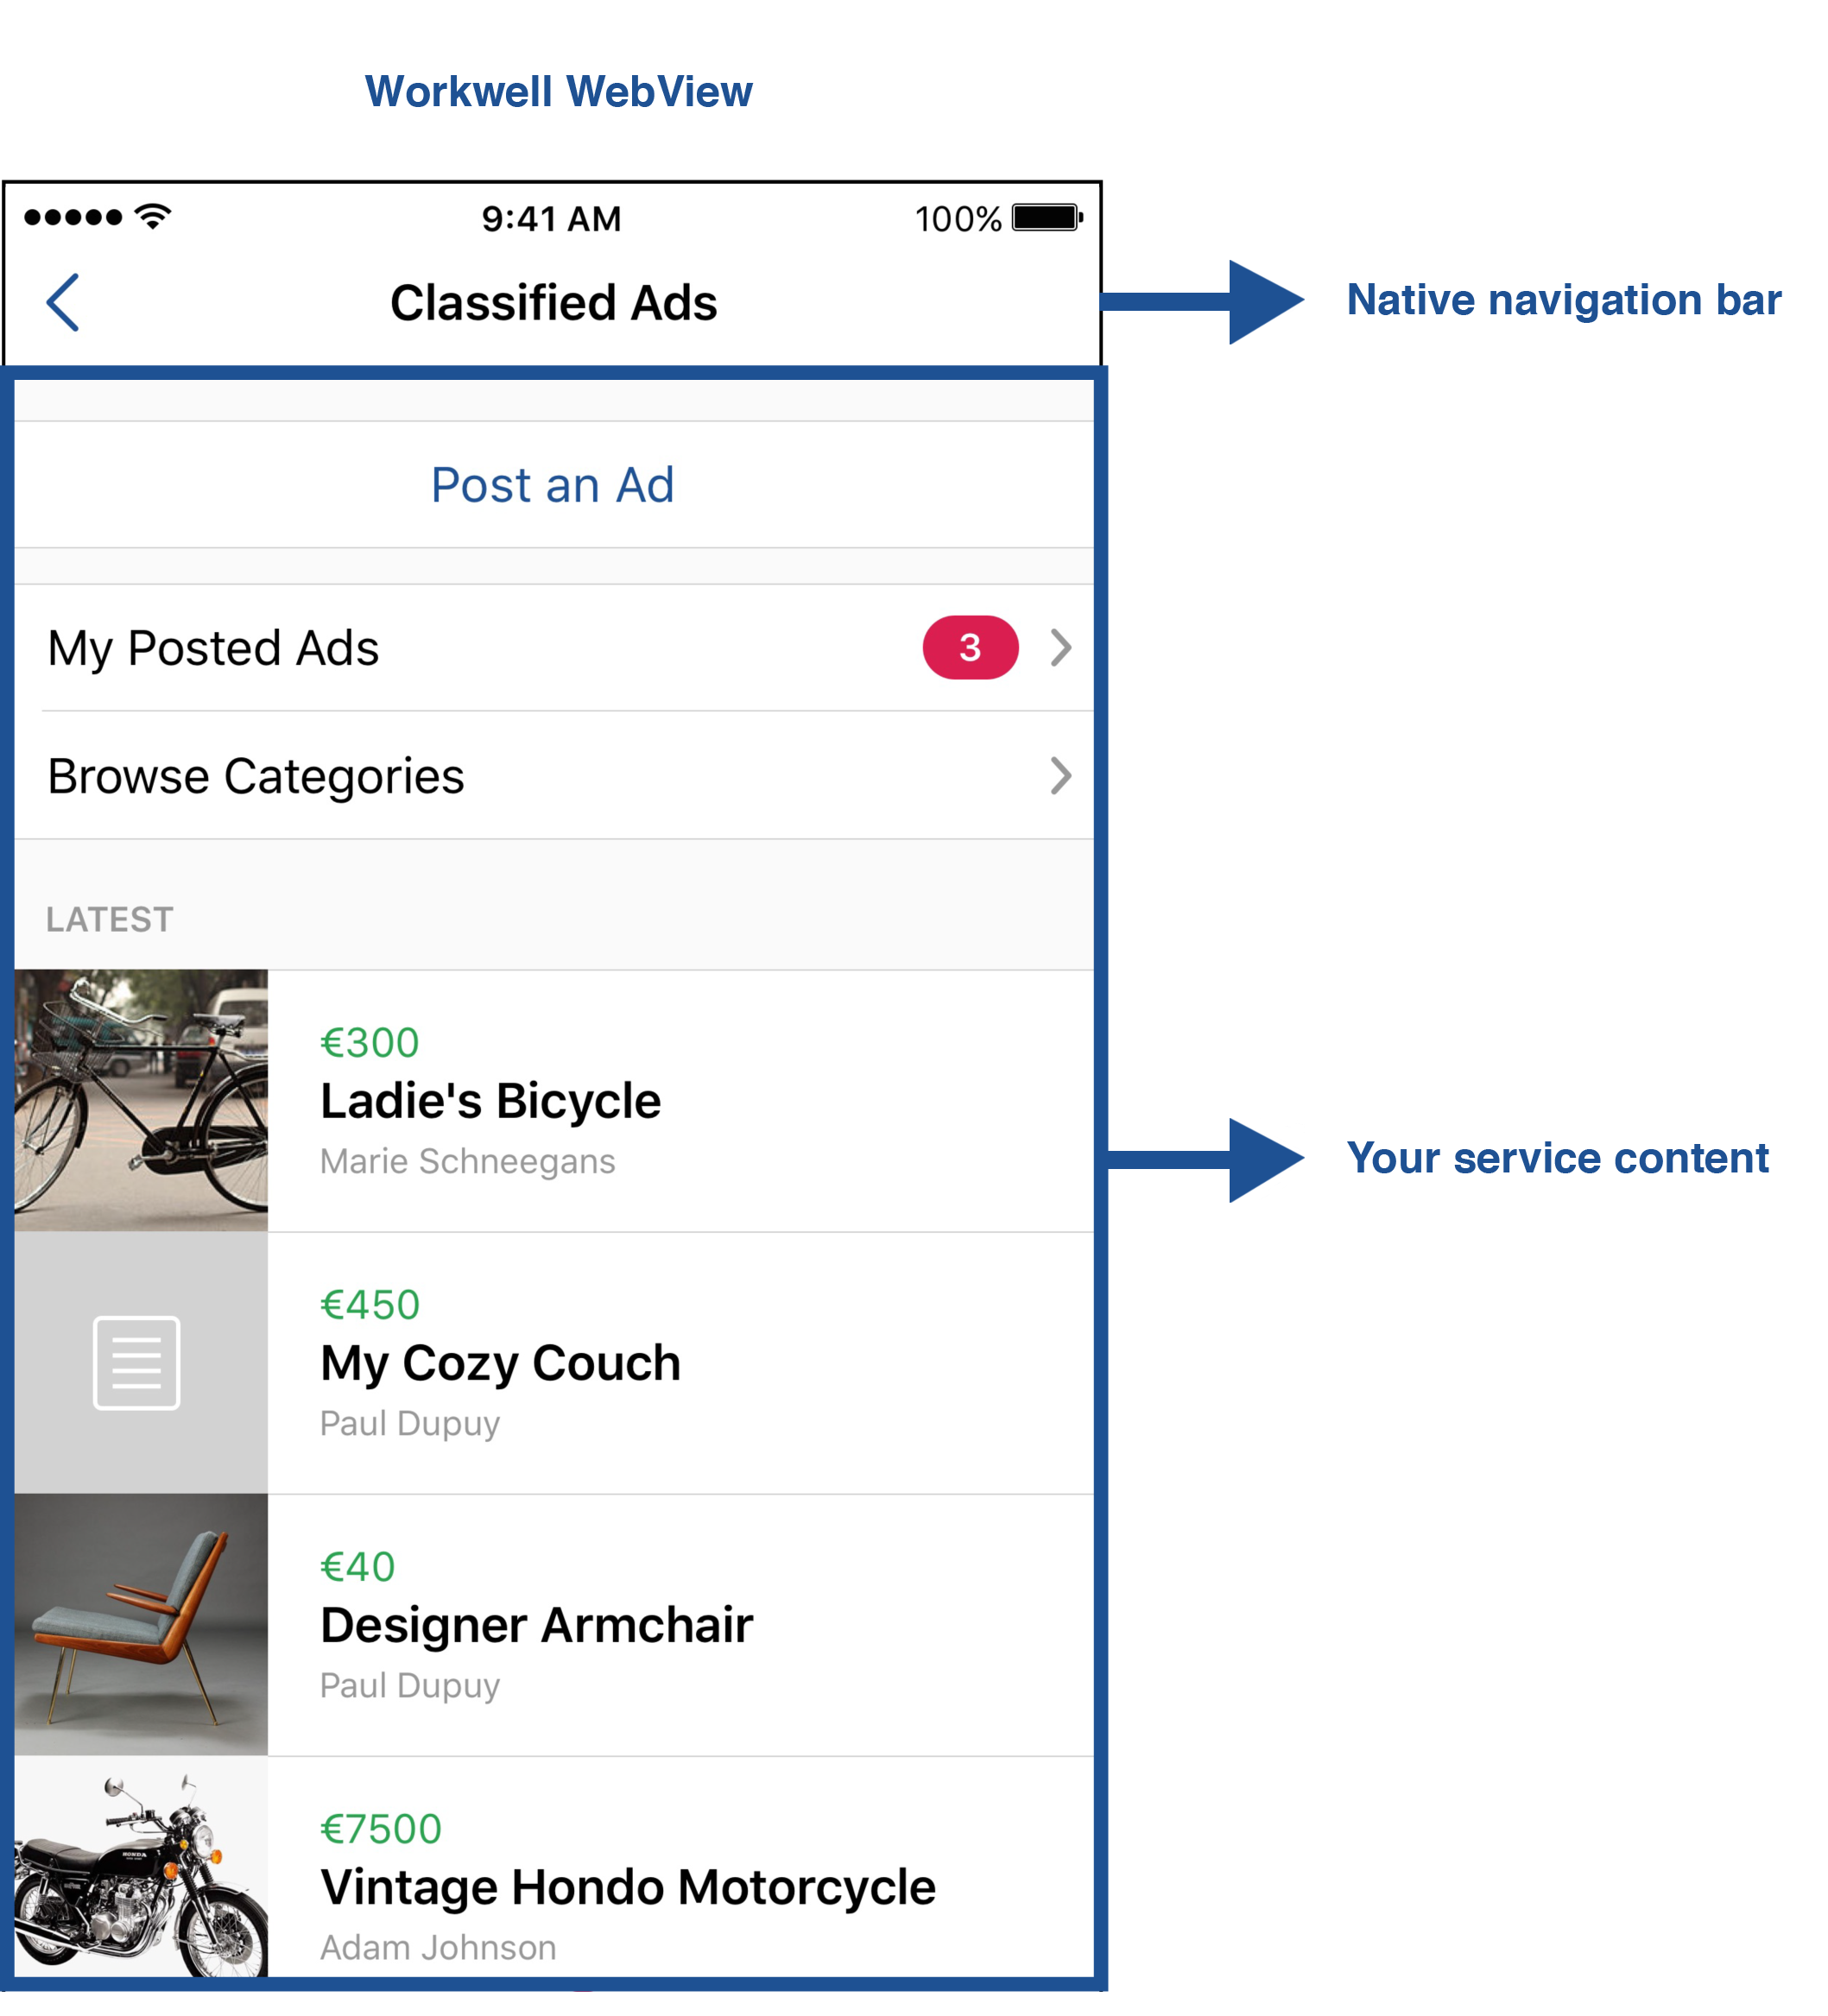 Workwell WebView
9:41 AM
100%
Classified Ads
Native navigation bar
Post an Ad
My Posted Ads
3
Browse Categories
LATEST
€300
Ladie's Bicycle
Marie Schneegans
Your service content
€450
My Cozy Couch
Paul Dupuy
€40
Designer Armchair
Paul Dupuy
€7500
Vintage Hondo Motorcycle
Adam Johnson
HONDA